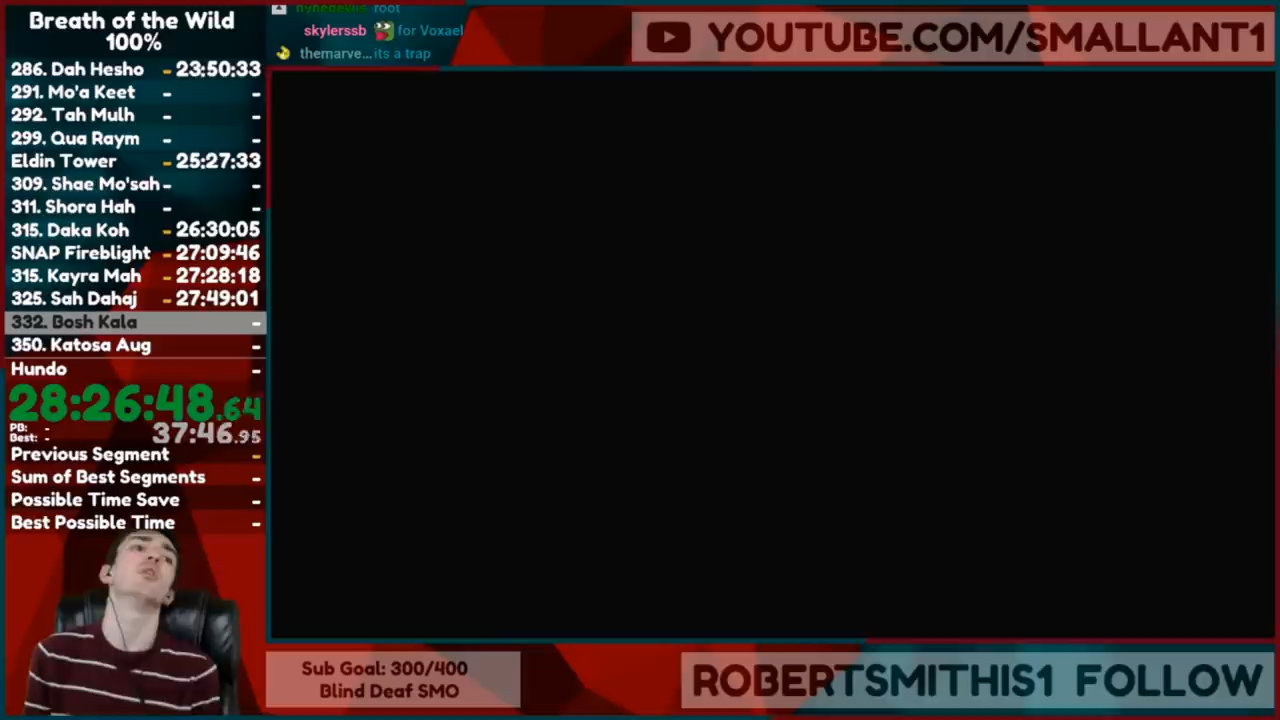 Breath of the Wild
100%
286. Dah Hesho - 23:50:33
291. Mo'a Keet - -
292. Tah Mulh - -
299. Qua Raym - -
Eldin Tower - 25:27:33
309. Shae Mo'sah - -
311. Shora Hah - -
315. Daka Koh - 26:30:05
SNAP Fireblight - 27:09:46
315. Kayra Mah - 27:28:18
325. Sah Dahaj - 27:49:01
332. Bosh Kala -
350. Katosa Aug -
Hundo -
28:26:48.64
PB: -
Best: -
37:46.95
Previous Segment -
Sum of Best Segments -
Possible Time Save -
Best Possible Time -
root
skylerssb for Voxael
themarve... its a trap
YOUTUBE.COM/SMALLANT1
Sub Goal: 300/400
Blind Deaf SMO
ROBERTSMITHIS1 FOLLOW